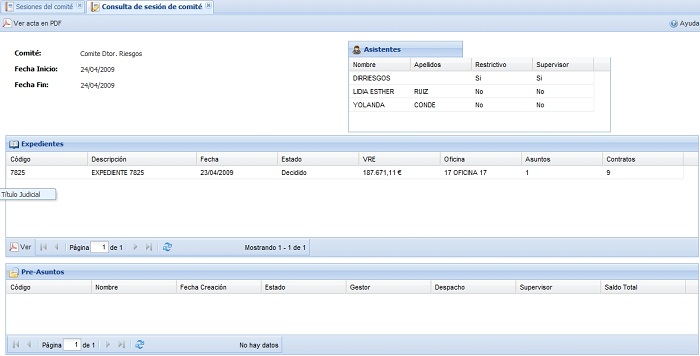 Sesiones del comité Consulta de sesión de comité
Ver acta en PDF Ayuda
Comité: Comite Dtor. Riesgos
Fecha Inicio: 24/04/2009
Fecha Fin: 24/04/2009
Asistentes
Nombre Apellidos Restrictivo Supervisor
DIRRIESGOS Si Si
LIDIA ESTHER RUIZ No No
YOLANDA CONDE No No
Expedientes
Código Descripción Fecha Estado VRE Oficina Asuntos Contratos
7825 EXPEDIENTE 7825 23/04/2009 Decidido 187.671,11 € 17 OFICINA 17 1 9
Título Judicial
Ver Página 1 de 1 Mostrando 1 - 1 de 1
Pre-Asuntos
Código Nombre Fecha Creación Estado Gestor Despacho Supervisor Saldo Total
Página 1 de 1 No hay datos